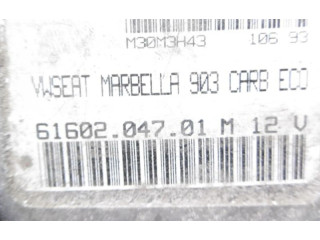 M30M3H43 106 93
VWSEAT MARBELLA 903 CARB ECO
61602.047.01 M 12 V